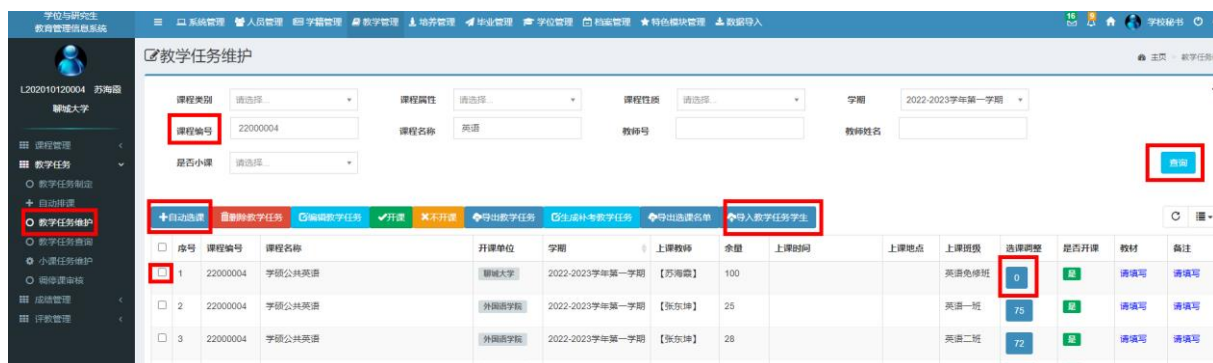 学位与研究生
教育管理信息系统
系统管理 人员管理 学籍管理 教学管理 培养管理 毕业管理 学位管理 档案管理 特色模块管理 数据导入
16
学校秘书
教学任务维护
主页 > 教学任务
L202010120004 苏海霞
聊城大学
课程管理
教学任务
教学任务制定
自动排课
教学任务维护
教学任务查询
小课任务维护
调停课审核
成绩管理
评教管理
课程类别 请选择... 课程属性 请选择... 课程性质 请选择... 学期 2022-2023学年第一学期
课程编号 22000004 课程名称 英语 教师号 教师姓名
是否小课 请选择... 查询
自动选课 删除教学任务 编辑教学任务 开课 不开课 导出教学任务 生成补考教学任务 导出选课名单 导入教学任务学生
序号 课程编号 课程名称 开课单位 学期 上课教师 余量 上课时间 上课地点 上课班级 选课调整 是否开课 教材 备注
1 22000004 学硕公共英语 聊城大学 2022-2023学年第一学期 【苏海霞】 100 英语免修班 0 是 请填写 请填写
2 22000004 学硕公共英语 外国语学院 2022-2023学年第一学期 【张东坤】 25 英语一班 75 是 请填写 请填写
3 22000004 学硕公共英语 外国语学院 2022-2023学年第一学期 【张东坤】 28 英语二班 72 是 请填写 请填写